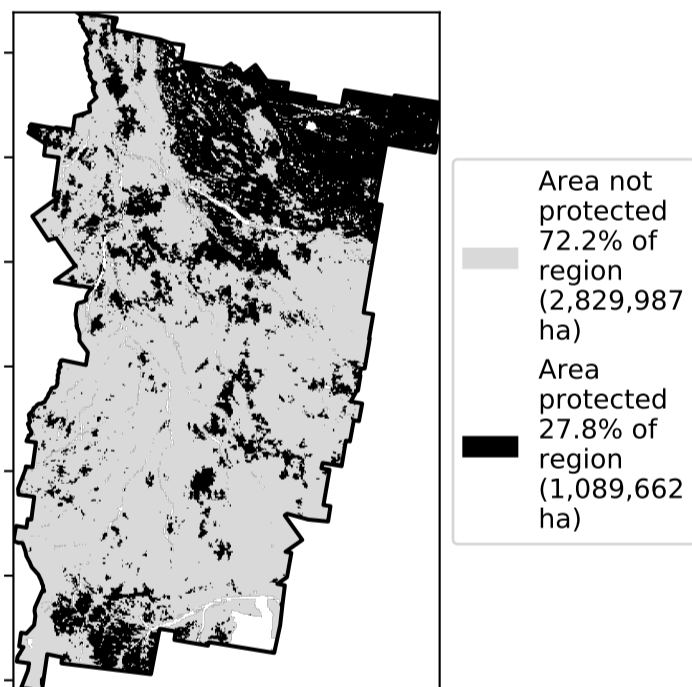 Area not
protected
72.2% of
region
(2,829,987
ha)
Area
protected
27.8% of
region
(1,089,662
ha)